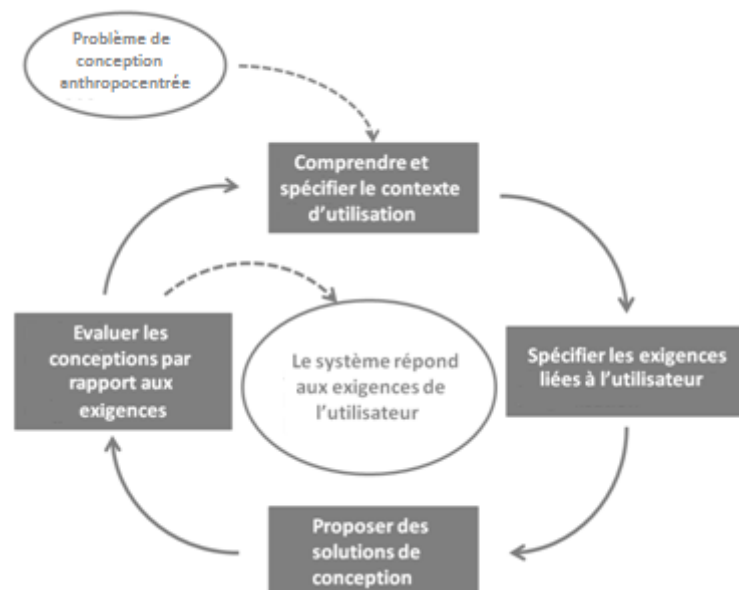 Problème de
conception
anthropocentrée
Comprendre et
spécifier le contexte
d'utilisation
Evaluer les
conceptions par
rapport aux
exigences
Le système répond
aux exigences de
l'utilisateur
Spécifier les exigences
liées à l'utilisateur
Proposer des
solutions de
conception